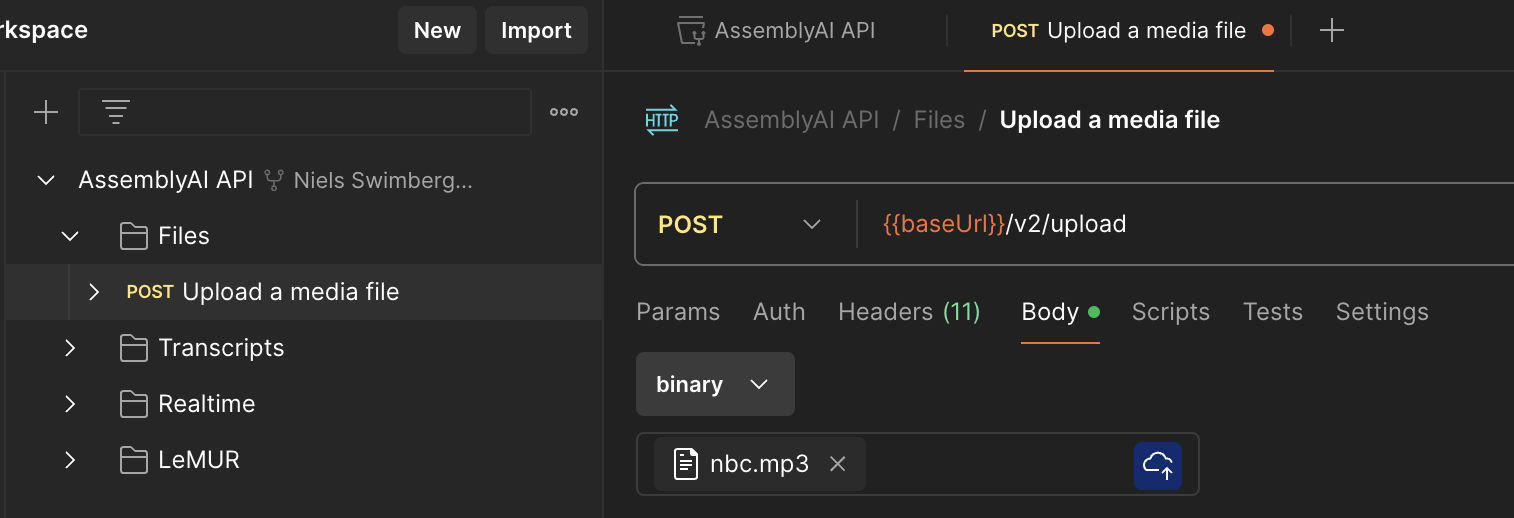 rkspace New Import
AssemblyAI API
POST Upload a media file
HTTP AssemblyAI API / Files / Upload a media file
AssemblyAI API Niels Swimberg...
Files
POST Upload a media file
Transcripts
Realtime
LeMUR
POST {{baseUrl}}/v2/upload
Params Auth Headers (11) Body Scripts Tests Settings
binary
nbc.mp3